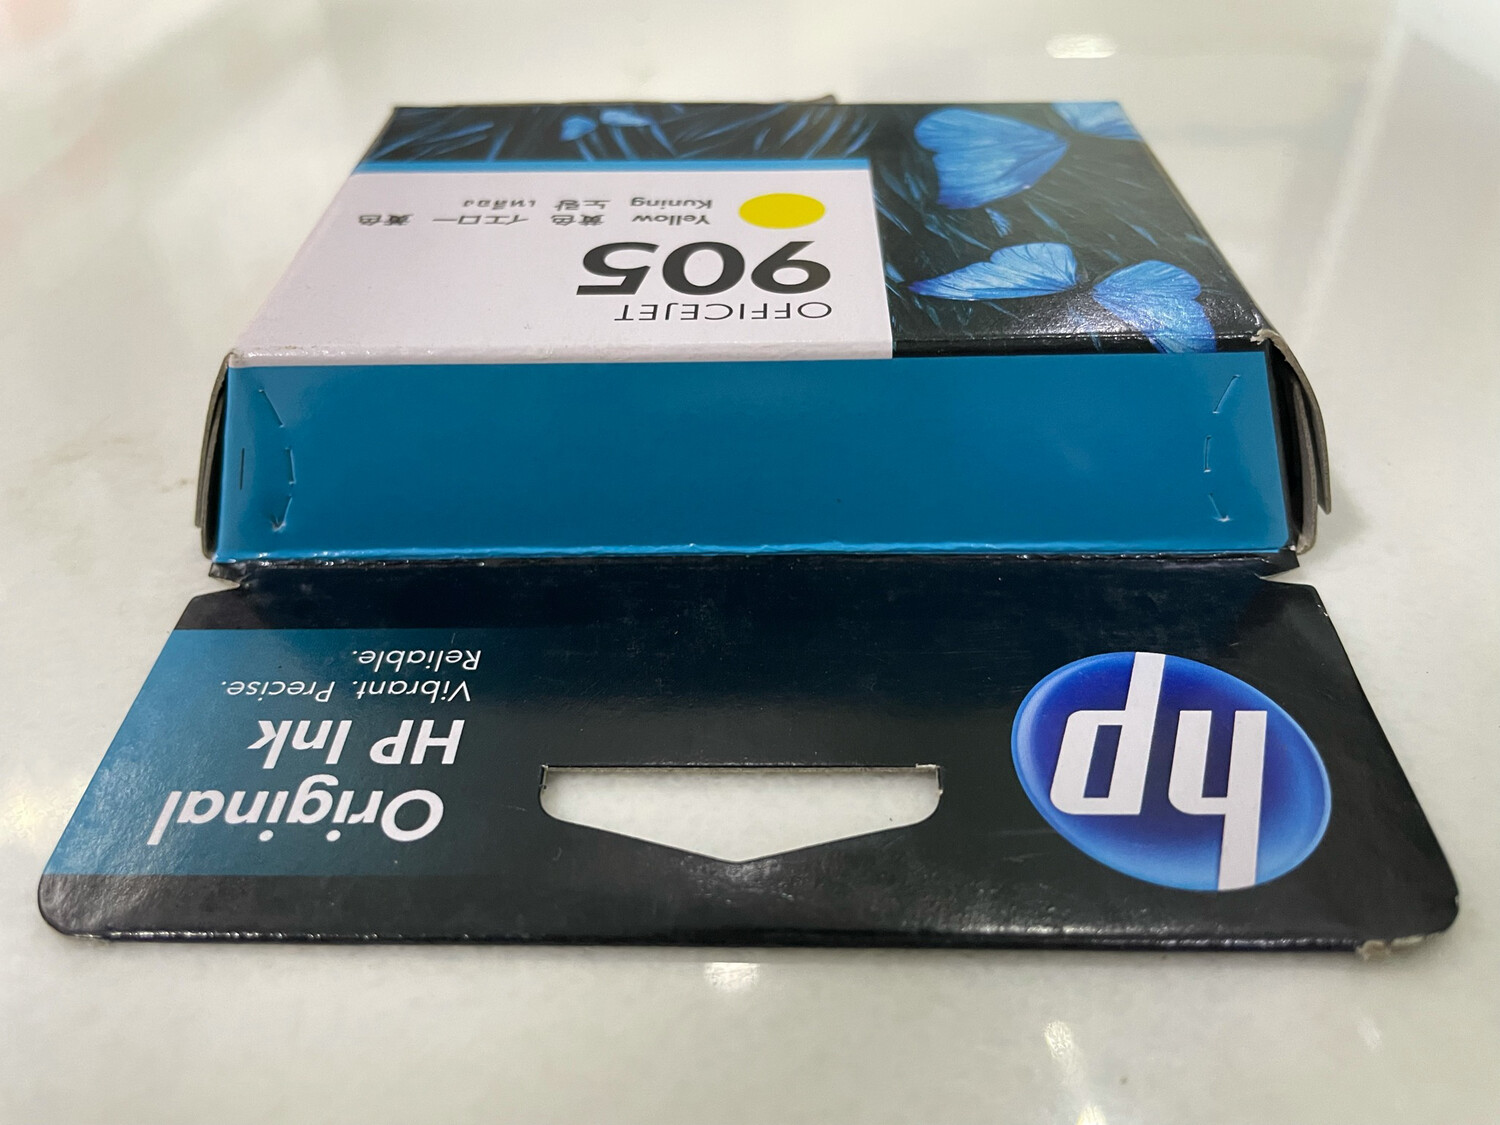 hp
Original
HP Ink
Vibrant. Precise.
Reliable.
OFFICEJET
905
Yellow 黃色 イエロー 黃色
Kuning 노랑 เหลือง